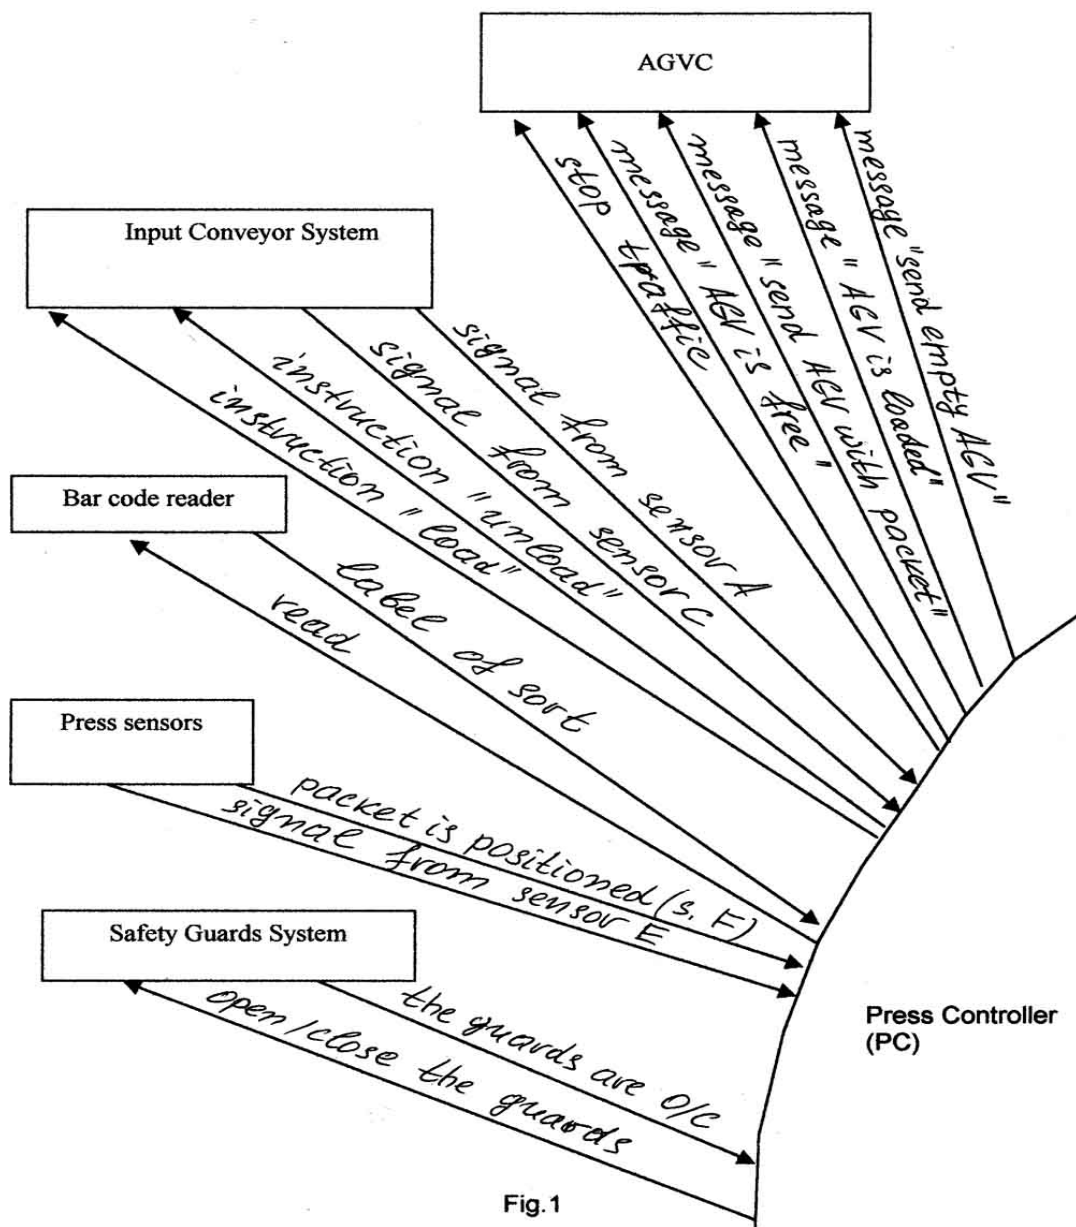 AGVC
stop traffic
message "AGV is free"
message "send AGV with packet"
message "AGV is loaded"
message "send empty AGV"
Input Conveyor System
instruction "load"
instruction "unload"
signal from sensor C
signal from sensor A
Bar code reader
read
label of sort
Press sensors
packet is positioned (s. F)
signal from sensor E
Safety Guards System
the guards are O/C
open/close the guards
Press Controller
(PC)
Fig.1